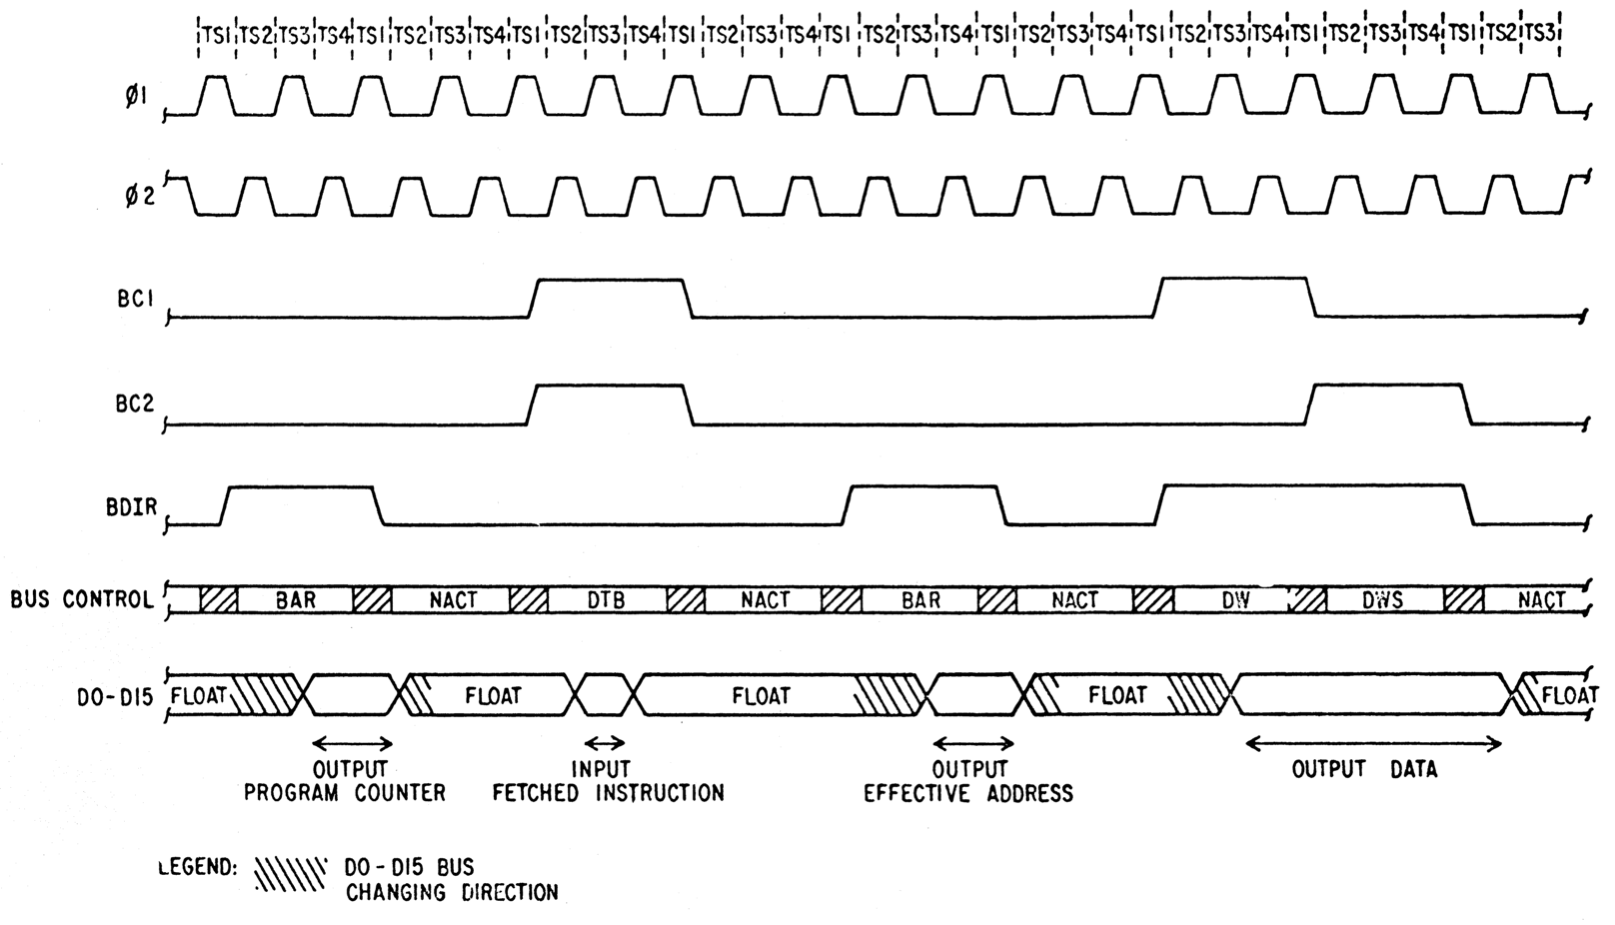 TS1 TS2 TS3 TS4 TS1 TS2 TS3 TS4 TS1 TS2 TS3 TS4 TS1 TS2 TS3 TS4 TS1 TS2 TS3 TS4 TS1 TS2 TS3 TS4 TS1 TS2 TS3 TS4 TS1 TS2 TS3 TS4 TS1 TS2 TS3
Ø1
Ø2
BC1
BC2
BDIR
BUS CONTROL BAR NACT DTB NACT BAR NACT DW DWS NACT
D0-D15 FLOAT FLOAT FLOAT FLOAT FLOAT
OUTPUT PROGRAM COUNTER
INPUT FETCHED INSTRUCTION
OUTPUT EFFECTIVE ADDRESS
OUTPUT DATA
LEGEND: D0-D15 BUS
CHANGING DIRECTION